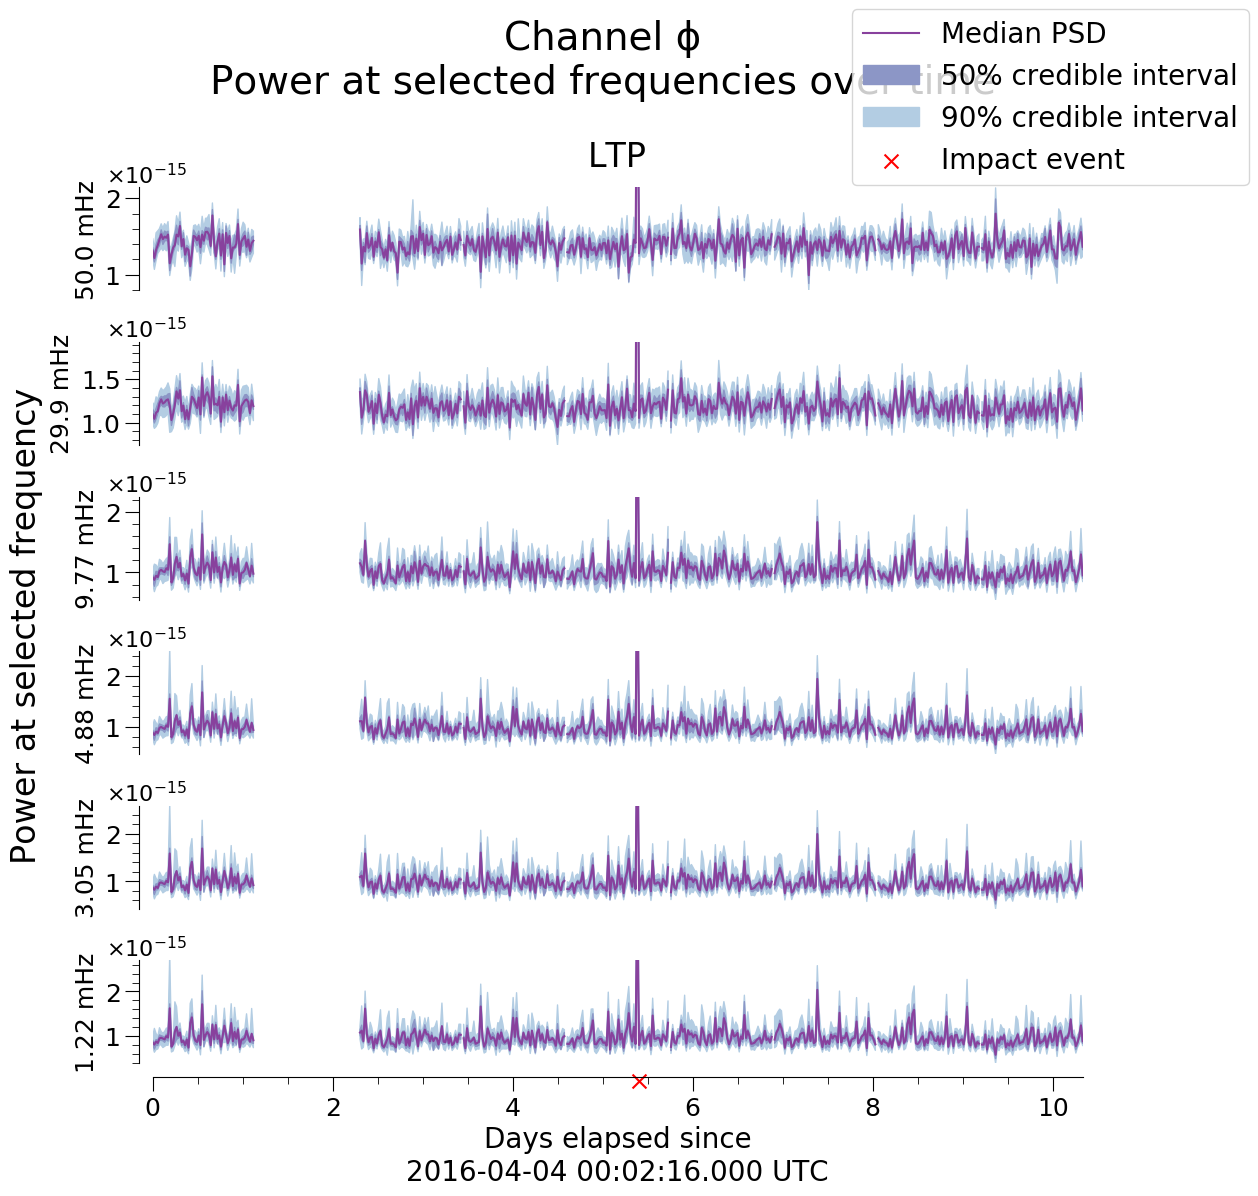 Channel ϕ
Power at selected frequencies over time
Median PSD
50% credible interval
90% credible interval
Impact event
LTP
Power at selected frequency
×10⁻¹⁵
50.0 mHz
2
1
×10⁻¹⁵
29.9 mHz
1.5
1.0
×10⁻¹⁵
9.77 mHz
2
1
×10⁻¹⁵
4.88 mHz
2
1
×10⁻¹⁵
3.05 mHz
2
1
×10⁻¹⁵
1.22 mHz
2
1
0 2 4 6 8 10
Days elapsed since
2016-04-04 00:02:16.000 UTC